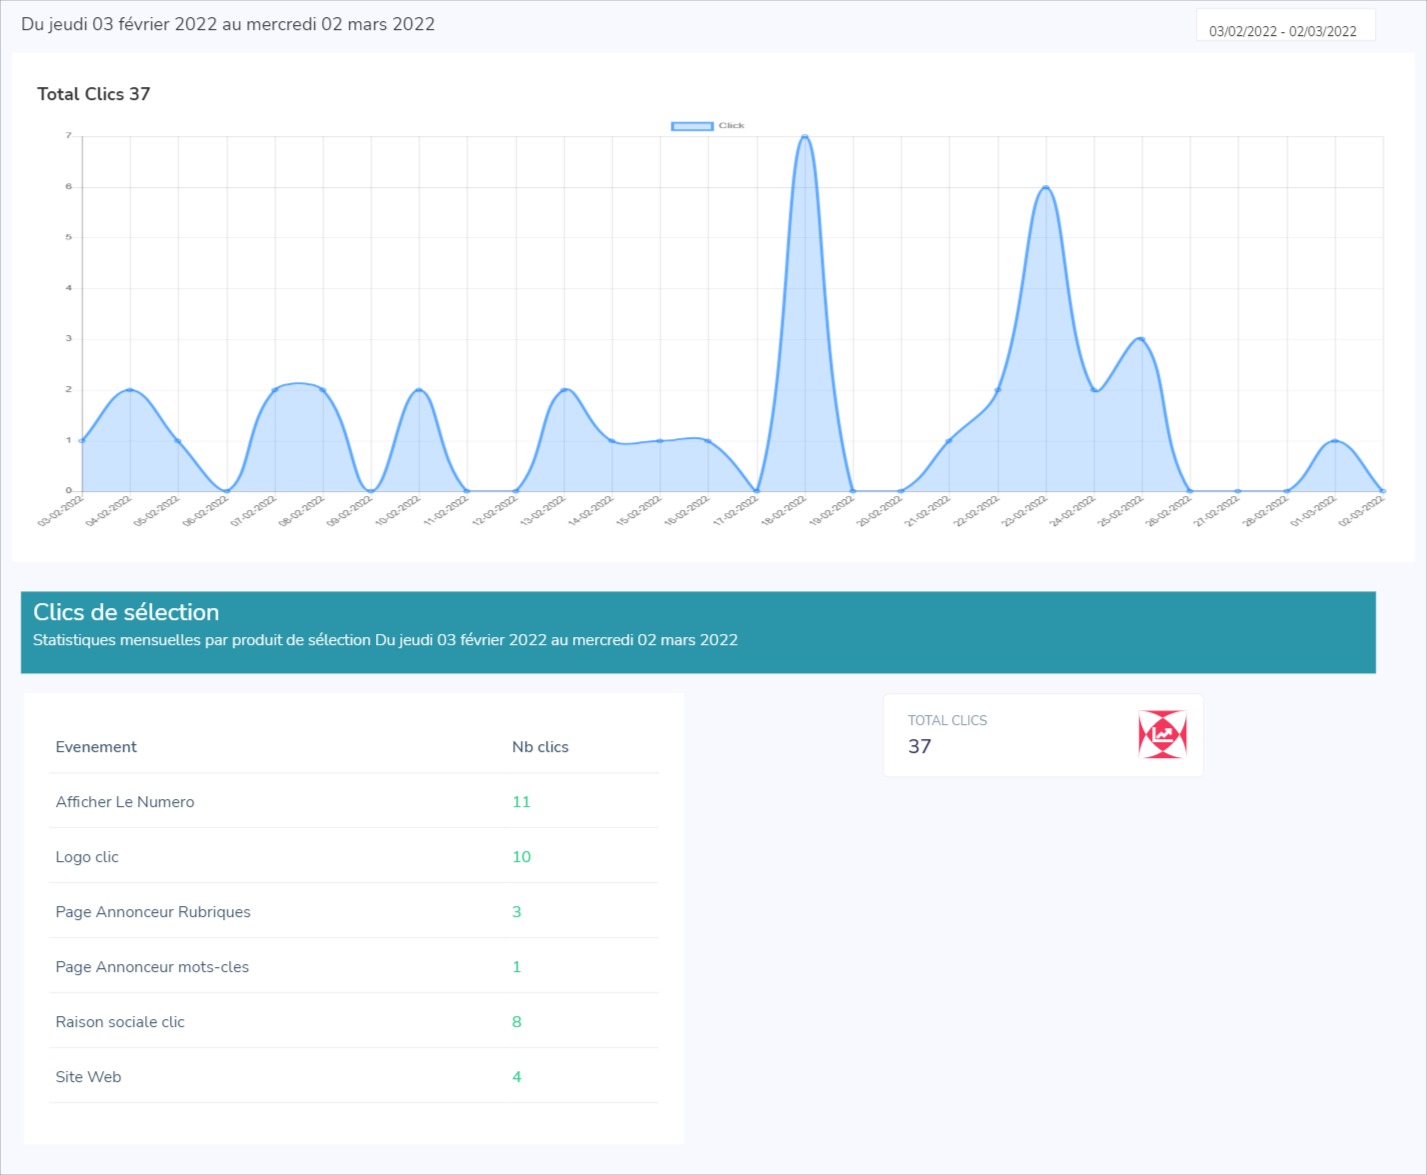 Du jeudi 03 février 2022 au mercredi 02 mars 2022
03/02/2022 - 02/03/2022
Total Clics 37
Click
7
6
5
4
3
2
1
0
03-02-2022
04-02-2022
05-02-2022
06-02-2022
07-02-2022
08-02-2022
09-02-2022
10-02-2022
11-02-2022
12-02-2022
13-02-2022
14-02-2022
15-02-2022
16-02-2022
17-02-2022
18-02-2022
19-02-2022
20-02-2022
21-02-2022
22-02-2022
23-02-2022
24-02-2022
25-02-2022
26-02-2022
27-02-2022
28-02-2022
01-03-2022
02-03-2022
Clics de sélection
Statistiques mensuelles par produit de sélection Du jeudi 03 février 2022 au mercredi 02 mars 2022
Evenement Nb clics
Afficher Le Numero 11
Logo clic 10
Page Annonceur Rubriques 3
Page Annonceur mots-cles 1
Raison sociale clic 8
Site Web 4
TOTAL CLICS
37